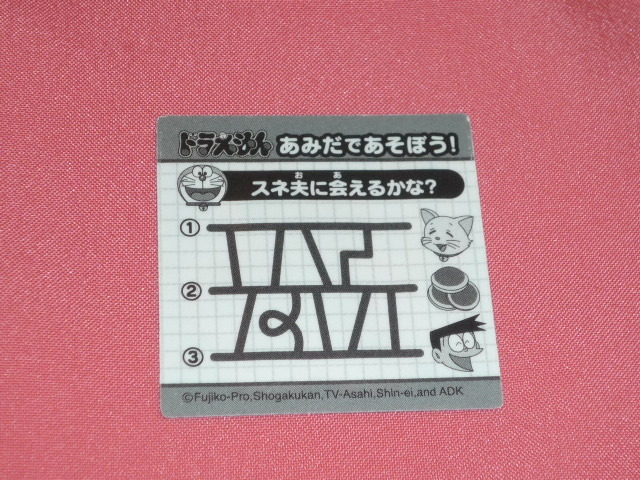 ドラえもん あみだであそぼう!
スネ夫に会えるかな?
お あ
①
②
③
©Fujiko-Pro,Shogakukan,TV-Asahi,Shin-ei,and ADK